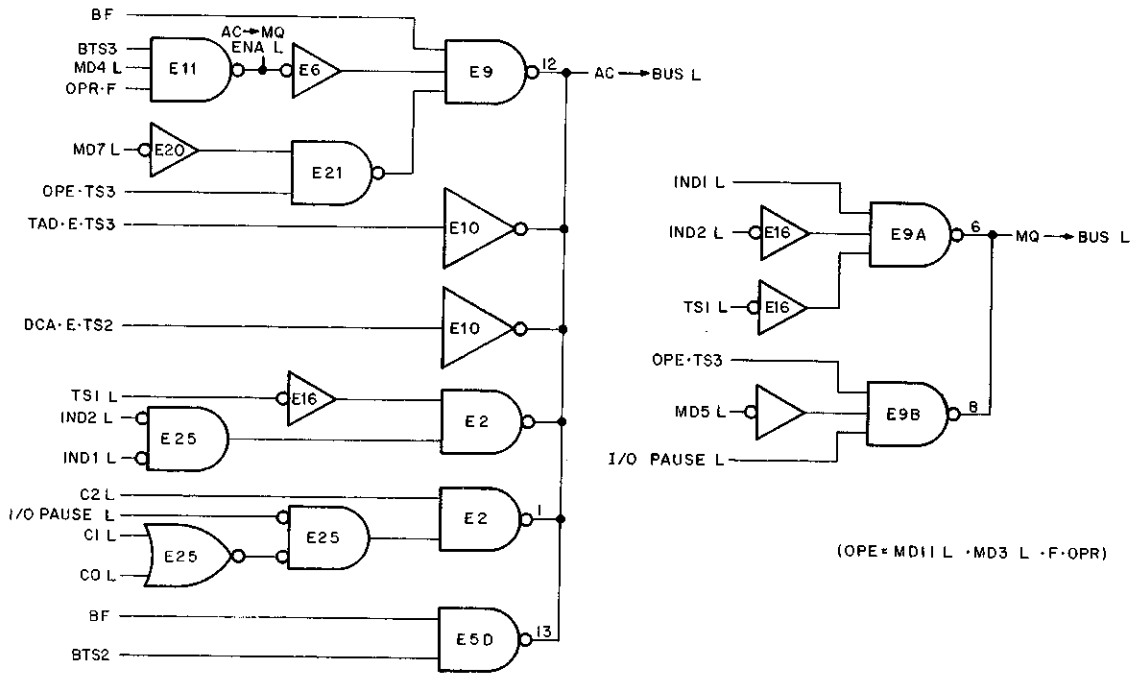 BF
BTS3
MD4 L
OPR·F
E11
AC→MQ
ENA L
E6
E9
12
AC→BUS L
MD7 L
E20
OPE·TS3
E21
TAD·E·TS3
E10
DCA·E·TS2
E10
TS1 L
IND2 L
IND1 L
E16
E25
E2
C2 L
I/O PAUSE L
C1 L
C0 L
E25
E25
E2
1
BF
BTS2
E5D
13
IND1 L
IND2 L
E16
TS1 L
E16
E9A
6
MQ→BUS L
OPE·TS3
MD5 L
I/O PAUSE L
E9B
8
(OPE=MD11 L ·MD3 L ·F·OPR)